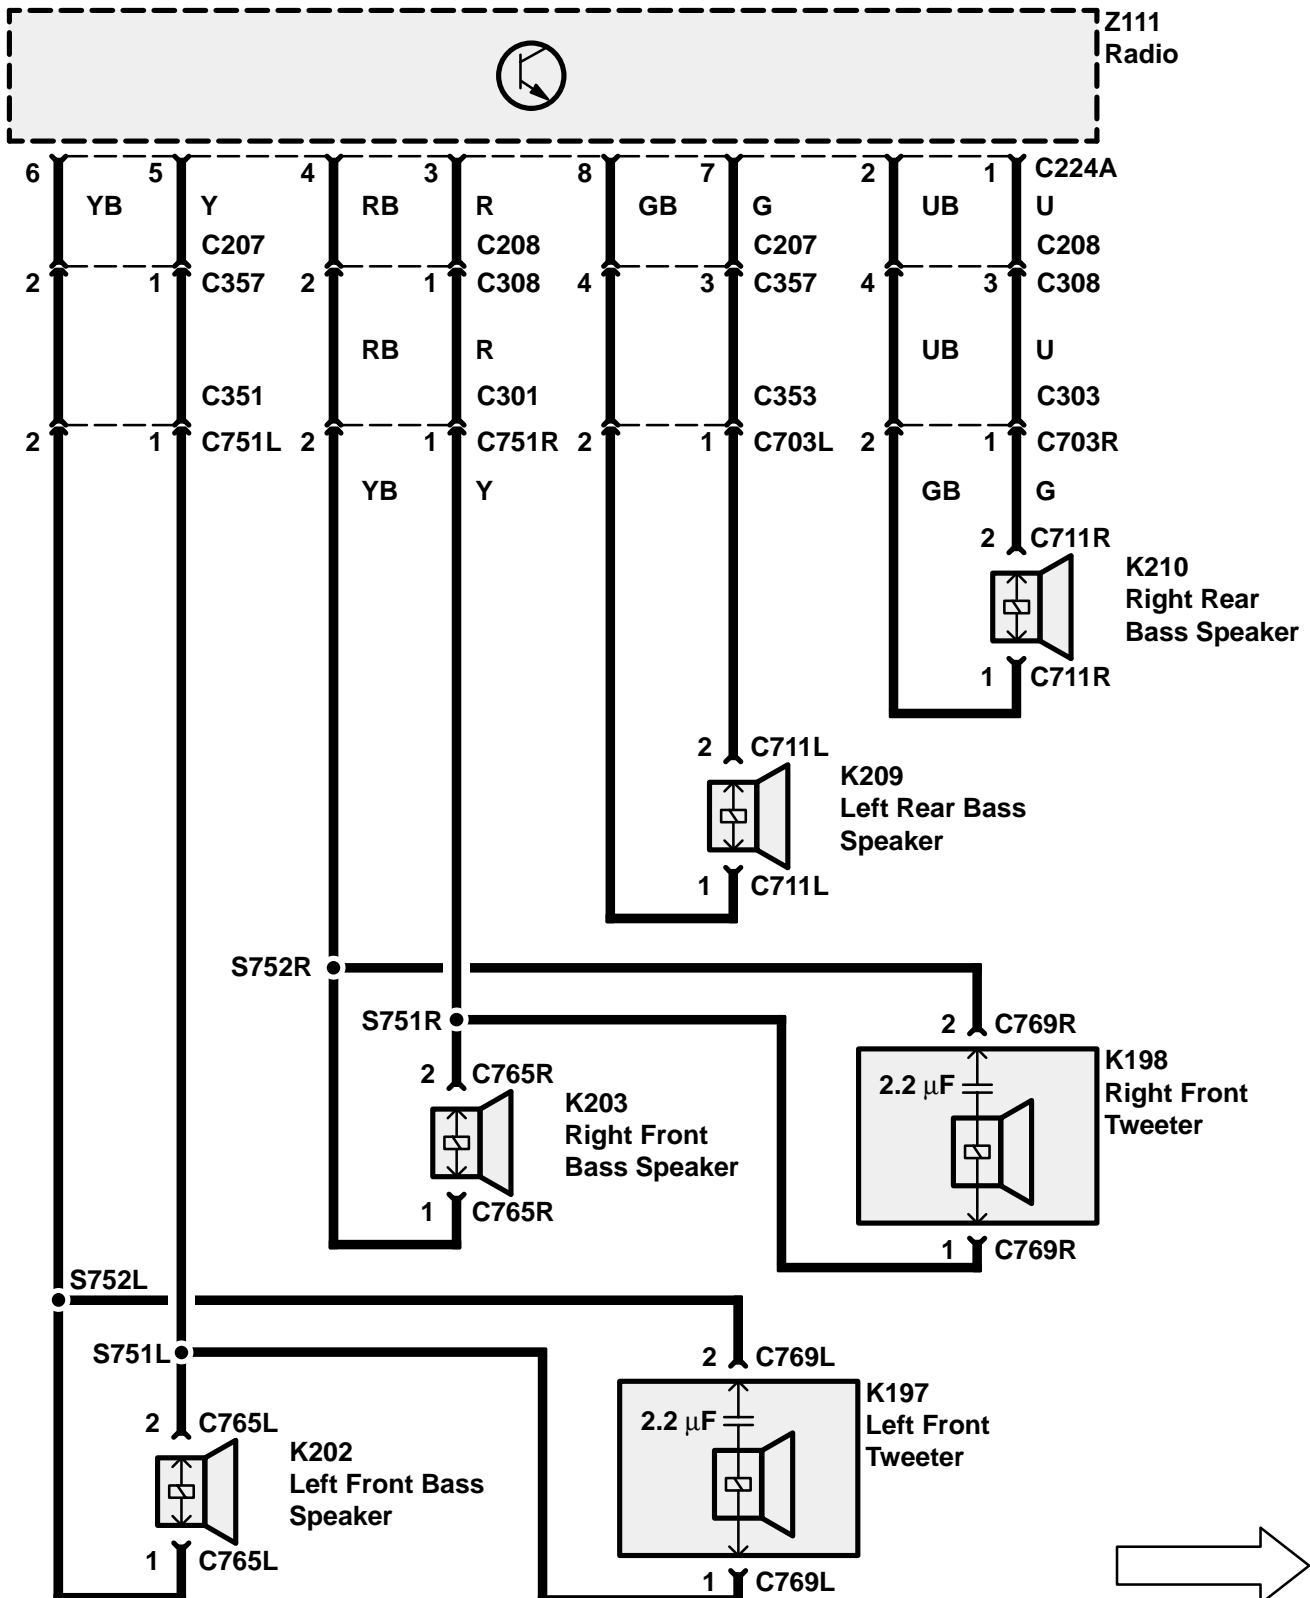 Z111
Radio
6 5 4 3 8 7 2 1 C224A
YB Y RB R GB G UB U
C207 C208 C207 C208
2 1 C357 2 1 C308 4 3 C357 4 3 C308
RB R UB U
C351 C301 C353 C303
2 1 C751L 2 1 C751R 2 1 C703L 2 1 C703R
YB Y GB G
2 C711R
K210
Right Rear
Bass Speaker
1 C711R
2 C711L
K209
Left Rear Bass
Speaker
1 C711L
S752R
S751R
2 C769R
2 C765R
K198
Right Front
Tweeter
2.2 μF
K203
Right Front
Bass Speaker
1 C765R
1 C769R
S752L
S751L
2 C769L
K197
Left Front
Tweeter
2.2 μF
2 C765L
K202
Left Front Bass
Speaker
1 C765L
1 C769L